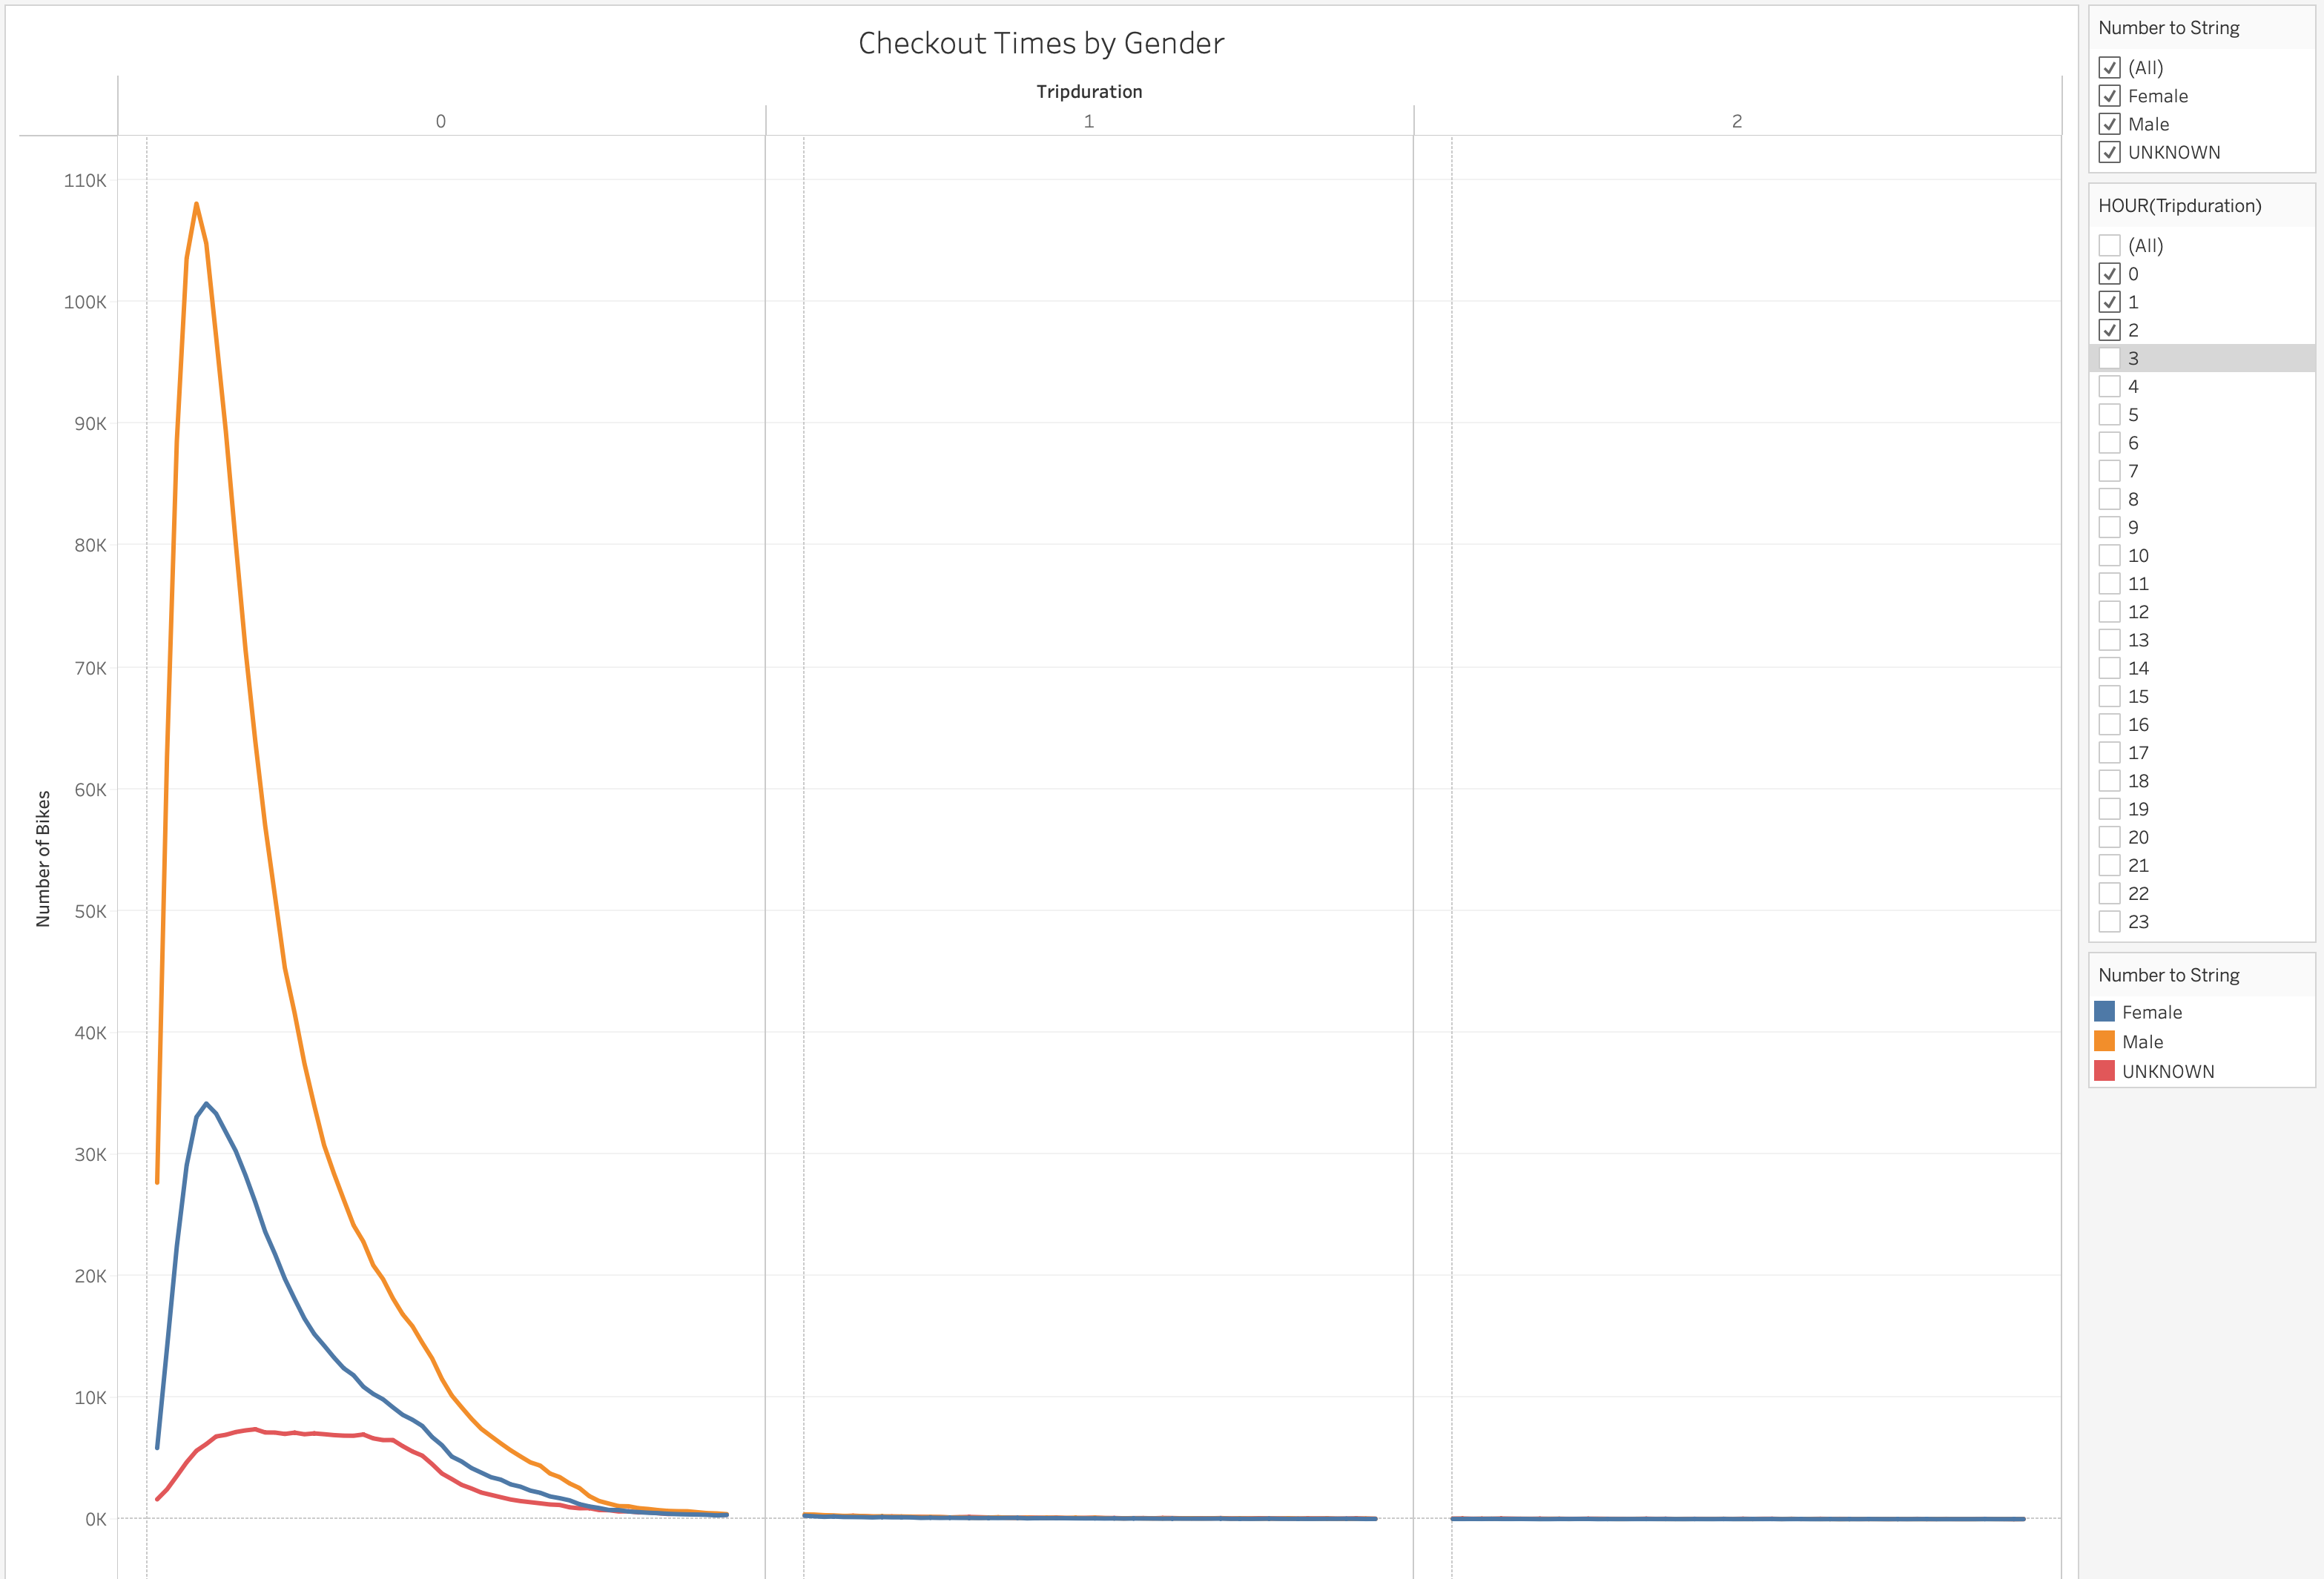 Checkout Times by Gender
Tripduration
0 1 2
110K
100K
90K
80K
70K
60K
50K
40K
30K
20K
10K
0K
Number of Bikes
Number to String
(All)
Female
Male
UNKNOWN
HOUR(Tripduration)
(All)
0
1
2
3
4
5
6
7
8
9
10
11
12
13
14
15
16
17
18
19
20
21
22
23
Number to String
Female
Male
UNKNOWN